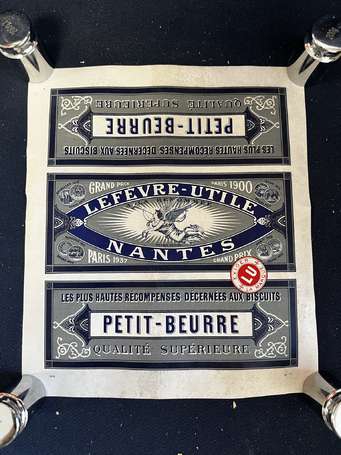 QUALITÉ SUPÉRIEURE
PETIT-BEURRE
LES PLUS HAUTES RÉCOMPENSES DÉCERNÉES AUX BISCUITS
GRAND PRIX PARIS 1900
LEFEVRE-UTILE
NANTES
PARIS 1937 GRAND PRIX
LU
LES PLUS HAUTES RÉCOMPENSES DÉCERNÉES AUX BISCUITS
PETIT-BEURRE
QUALITÉ SUPÉRIEURE